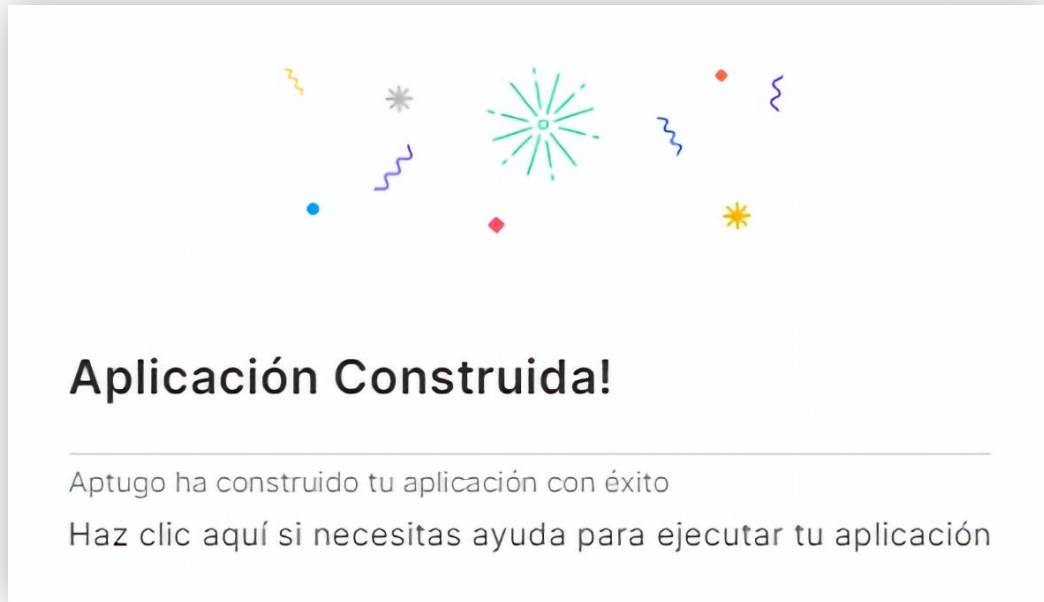 Aplicación Construida!
Aptugo ha construido tu aplicación con éxito
Haz clic aquí si necesitas ayuda para ejecutar tu aplicación